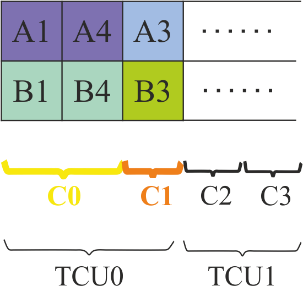 A1 A4 A3 ······
B1 B4 B3 ······
C0 C1 C2 C3
TCU0 TCU1